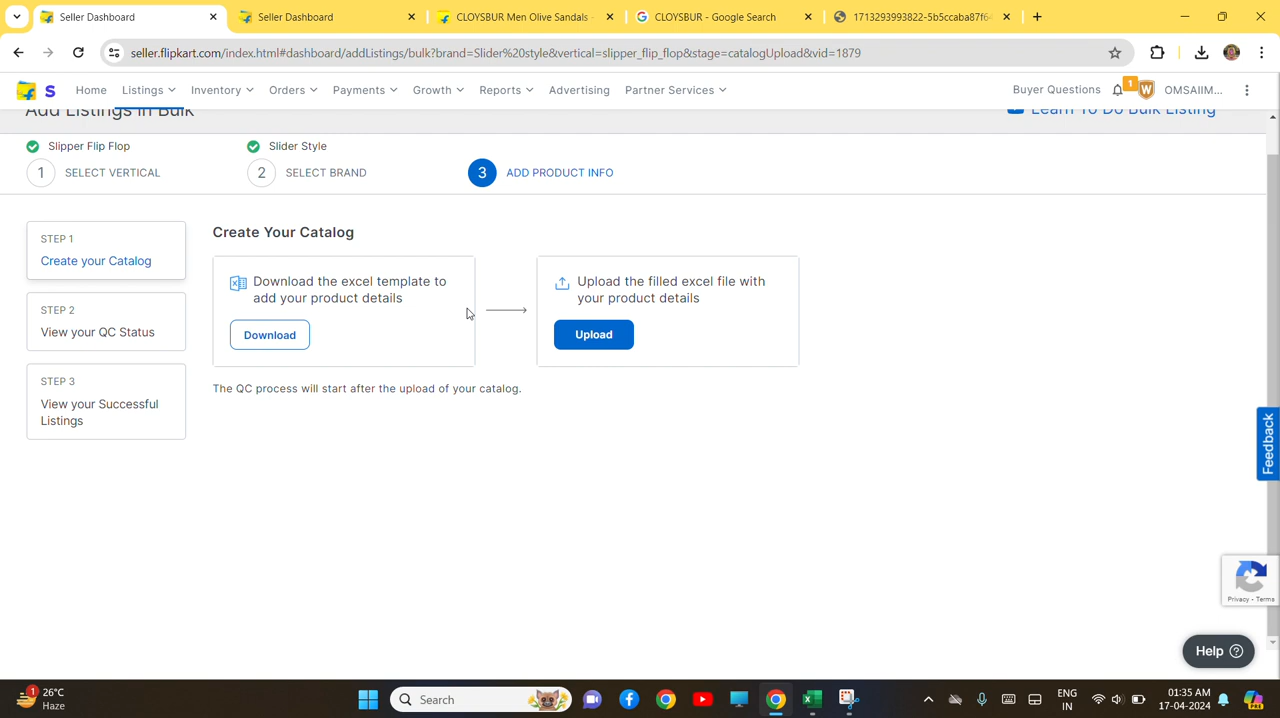 Seller Dashboard
Seller Dashboard
CLOYSBUR Men Olive Sandals -
CLOYSBUR - Google Search
1713293993822-5b5ccaba87f6
seller.flipkart.com/index.html#dashboard/addListings/bulk?brand=Slider%20style&vertical=slipper_flip_flop&stage=catalogUpload&vid=1879
S Home Listings Inventory Orders Payments Growth Reports Advertising Partner Services Buyer Questions 1 W OMSAIIM...
Add Listings in Bulk
Learn To Do Bulk Listing
Slipper Flip Flop
Slider Style
1 SELECT VERTICAL
2 SELECT BRAND
3 ADD PRODUCT INFO
STEP 1
Create your Catalog
STEP 2
View your QC Status
STEP 3
View your Successful
Listings
Create Your Catalog
Download the excel template to
add your product details
Download
Upload the filled excel file with
your product details
Upload
The QC process will start after the upload of your catalog.
Feedback
Privacy - Terms
Help
1
26°C
Haze
Search
ENG
IN
01:35 AM
17-04-2024